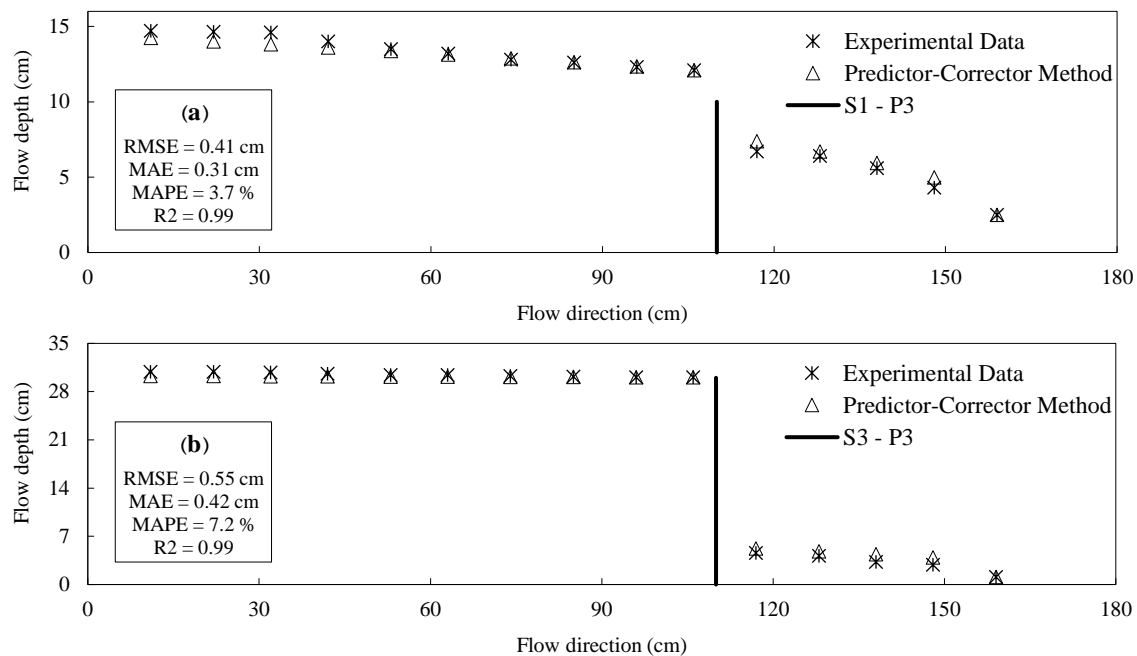 15
10
5
0
Flow depth (cm)
(a)
RMSE = 0.41 cm
MAE = 0.31 cm
MAPE = 3.7 %
R2 = 0.99
Experimental Data
Predictor-Corrector Method
S1 - P3
0 30 60 90 120 150 180
Flow direction (cm)
35
28
21
14
7
0
Flow depth (cm)
(b)
RMSE = 0.55 cm
MAE = 0.42 cm
MAPE = 7.2 %
R2 = 0.99
Experimental Data
Predictor-Corrector Method
S3 - P3
0 30 60 90 120 150 180
Flow direction (cm)